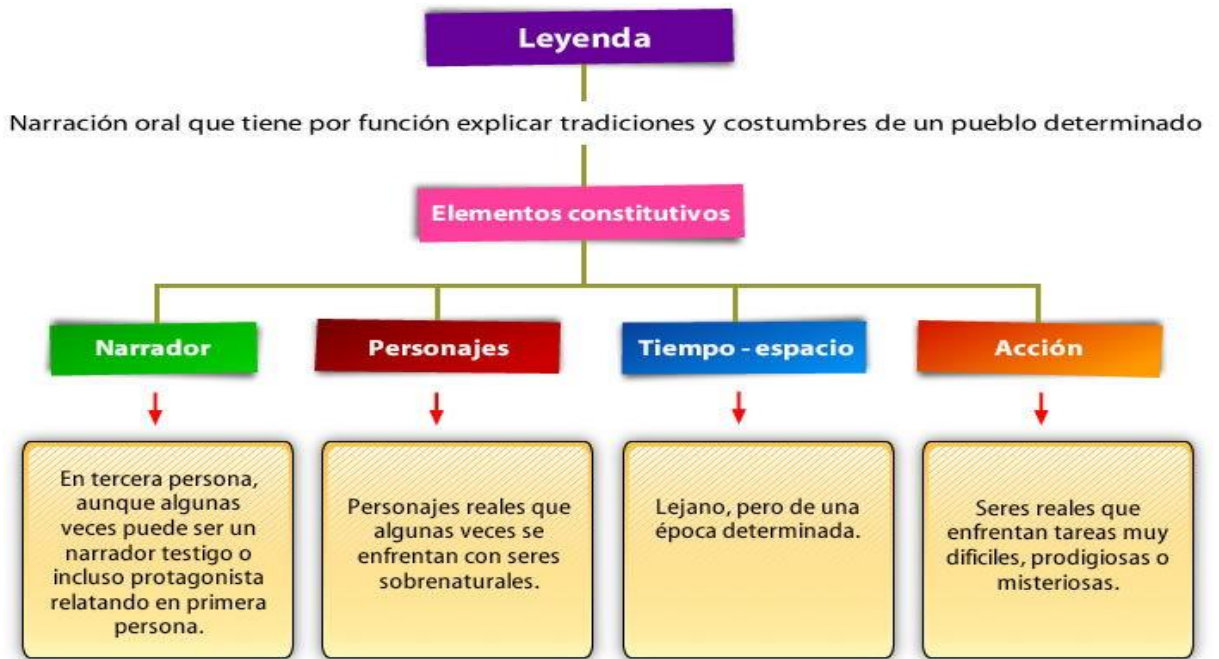 Leyenda
Narración oral que tiene por función explicar tradiciones y costumbres de un pueblo determinado
Elementos constitutivos
Narrador
Personajes
Tiempo - espacio
Acción
En tercera persona,
aunque algunas
veces puede ser un
narrador testigo o
incluso protagonista
relatando en primera
persona.
Personajes reales que
algunas veces se
enfrentan con seres
sobrenaturales.
Lejano, pero de una
época determinada.
Seres reales que
enfrentan tareas muy
dificiles, prodigiosas o
misteriosas.